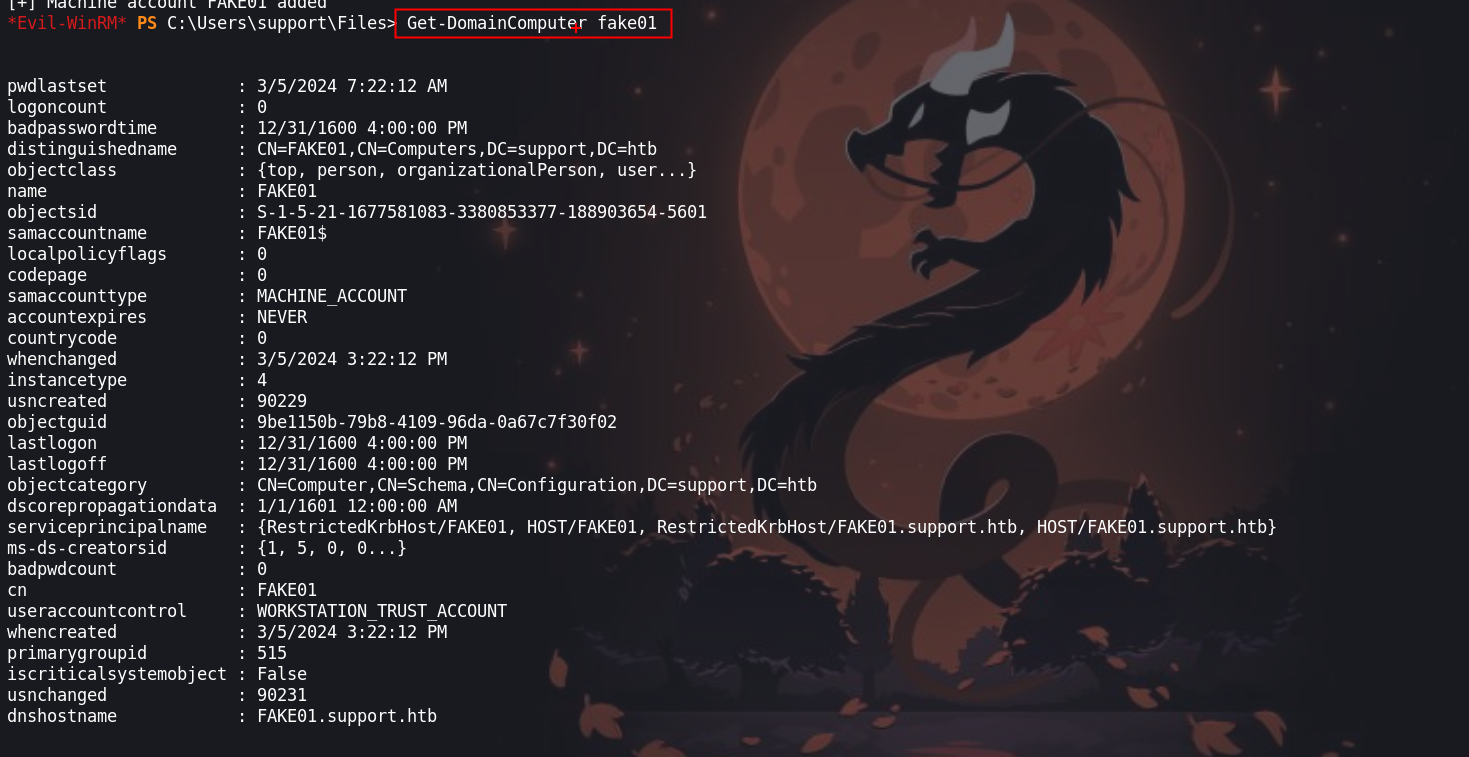 [+] Machine account FAKE01 added
*Evil-WinRM* PS C:\Users\support\Files> Get-DomainComputer fake01
pwdlastset : 3/5/2024 7:22:12 AM
logoncount : 0
badpasswordtime : 12/31/1600 4:00:00 PM
distinguishedname : CN=FAKE01,CN=Computers,DC=support,DC=htb
objectclass : {top, person, organizationalPerson, user...}
name : FAKE01
objectsid : S-1-5-21-1677581083-3380853377-188903654-5601
samaccountname : FAKE01$
localpolicyflags : 0
codepage : 0
samaccounttype : MACHINE_ACCOUNT
accountexpires : NEVER
countrycode : 0
whenchanged : 3/5/2024 3:22:12 PM
instancetype : 4
usncreated : 90229
objectguid : 9be1150b-79b8-4109-96da-0a67c7f30f02
lastlogon : 12/31/1600 4:00:00 PM
lastlogoff : 12/31/1600 4:00:00 PM
objectcategory : CN=Computer,CN=Schema,CN=Configuration,DC=support,DC=htb
dscorepropagationdata : 1/1/1601 12:00:00 AM
serviceprincipalname : {RestrictedKrbHost/FAKE01, HOST/FAKE01, RestrictedKrbHost/FAKE01.support.htb, HOST/FAKE01.support.htb}
ms-ds-creatorsid : {1, 5, 0, 0...}
badpwdcount : 0
cn : FAKE01
useraccountcontrol : WORKSTATION_TRUST_ACCOUNT
whencreated : 3/5/2024 3:22:12 PM
primarygroupid : 515
iscriticalsystemobject : False
usnchanged : 90231
dnshostname : FAKE01.support.htb